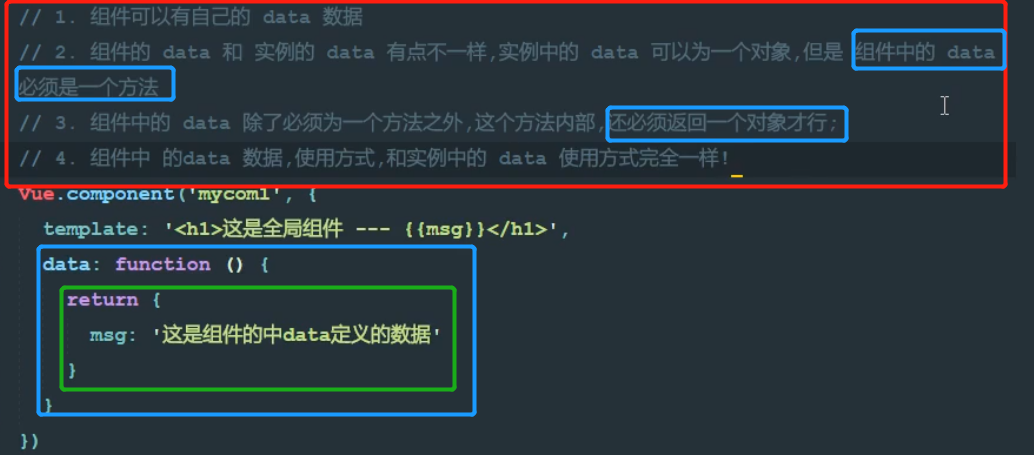 // 1. 组件可以有自己的 data 数据
// 2. 组件的 data 和 实例的 data 有点不一样,实例中的 data 可以为一个对象,但是 组件中的 data
必须是一个方法
// 3. 组件中的 data 除了必须为一个方法之外,这个方法内部,还必须返回一个对象才行;
// 4. 组件中 的data 数据,使用方式,和实例中的 data 使用方式完全一样!
Vue.component('mycom1', {
template: '<h1>这是全局组件 --- {{msg}}</h1>',
data: function () {
return {
msg: '这是组件的中data定义的数据'
}
}
})